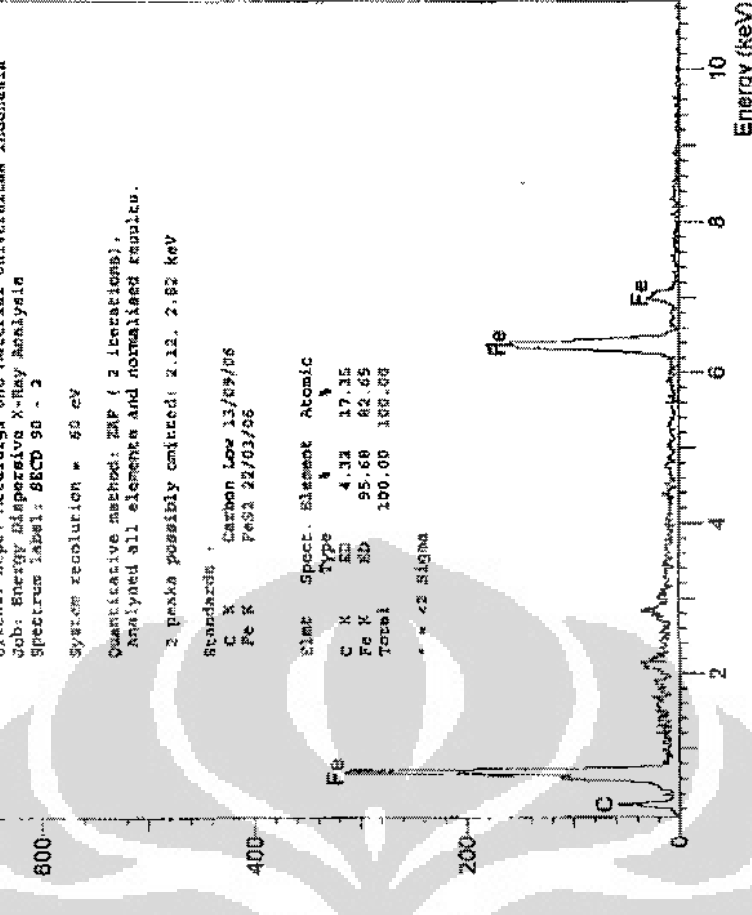 Job: Energy Dispersive X-Ray Analysis
Spectrum label: SECD 90 - 2
System resolution = 60 eV
Quantitative method: ZAF ( 2 iterations).
Analysed all elements and normalised results.
2 peaks possibly omitted: 2.12, 2.82 keV
Standards :
C K Carbon Low 13/09/06
Fe K FeS2 22/03/06
Elmt Spect. Element Atomic
Type % %
C K ED 4.32 17.35
Fe K ED 95.68 82.65
Total 100.00 100.00
* = <2 Sigma
800
400
200
0
C
Fe
Fe
Fe
2
4
6
8
10
Energy (keV)